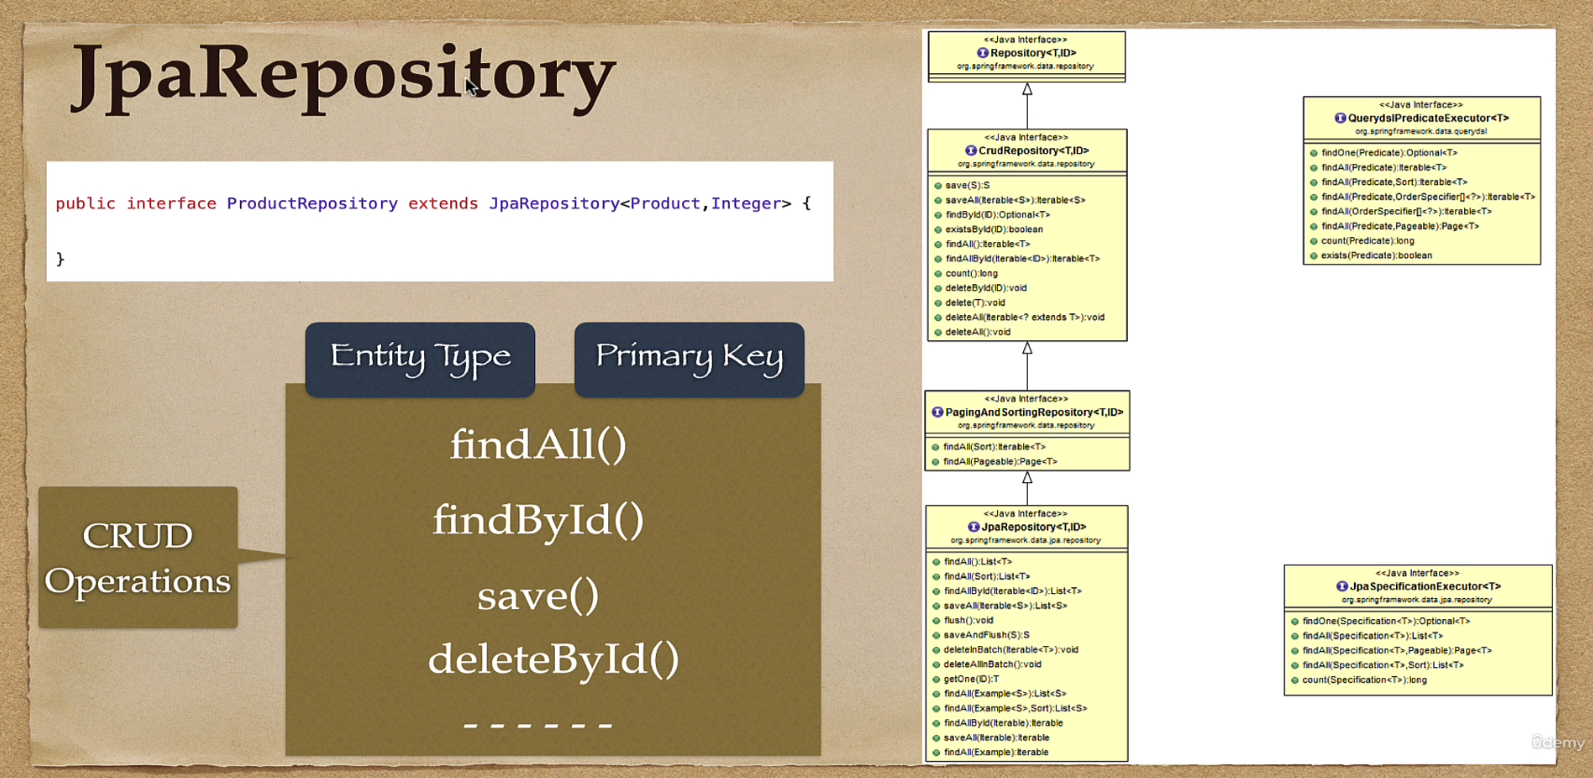 JpaRepository
public interface ProductRepository extends JpaRepository<Product,Integer> {
}
Entity Type
Primary Key
findAll()
findById()
save()
deleteById()
- - - - - -
CRUD
Operations
<<Java Interface>>
Repository<T,ID>
org.springframework.data.repository
<<Java Interface>>
CrudRepository<T,ID>
org.springframework.data.repository
save(S):S
saveAll(Iterable<S>):Iterable<S>
findById(ID):Optional<T>
existsById(ID):boolean
findAll():Iterable<T>
findAllById(Iterable<ID>):Iterable<T>
count():long
deleteById(ID):void
delete(T):void
deleteAll(Iterable<? extends T>):void
deleteAll():void
<<Java Interface>>
PagingAndSortingRepository<T,ID>
org.springframework.data.repository
findAll(Sort):Iterable<T>
findAll(Pageable):Page<T>
<<Java Interface>>
JpaRepository<T,ID>
org.springframework.data.jpa.repository
findAll():List<T>
findAll(Sort):List<T>
findAllById(Iterable<ID>):List<T>
saveAll(Iterable<S>):List<S>
flush():void
saveAndFlush(S):S
deleteInBatch(Iterable<T>):void
deleteAllInBatch():void
getOne(ID):T
findAll(Example<S>):List<S>
findAll(Example<S>,Sort):List<S>
findAllById(Iterable):Iterable
saveAll(Iterable):Iterable
findAll(Example):Iterable
<<Java Interface>>
QuerydslPredicateExecutor<T>
org.springframework.data.querydsl
findOne(Predicate):Optional<T>
findAll(Predicate):Iterable<T>
findAll(Predicate,Sort):Iterable<T>
findAll(Predicate,OrderSpecifier[]<?>):Iterable<T>
findAll(OrderSpecifier[]<?>):Iterable<T>
findAll(Predicate,Pageable):Page<T>
count(Predicate):long
exists(Predicate):boolean
<<Java Interface>>
JpaSpecificationExecutor<T>
org.springframework.data.jpa.repository
findOne(Specification<T>):Optional<T>
findAll(Specification<T>):List<T>
findAll(Specification<T>,Pageable):Page<T>
findAll(Specification<T>,Sort):List<T>
count(Specification<T>):long
ûdemy